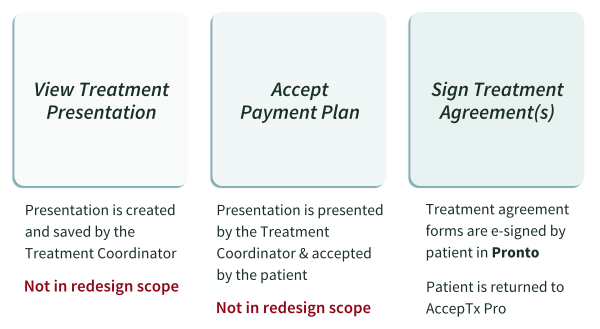 View Treatment
Presentation
Presentation is created
and saved by the
Treatment Coordinator
Not in redesign scope
Accept
Payment Plan
Presentation is presented
by the Treatment
Coordinator & accepted
by the patient
Not in redesign scope
Sign Treatment
Agreement(s)
Treatment agreement
forms are e-signed by
patient in Pronto
Patient is returned to
AccepTx Pro